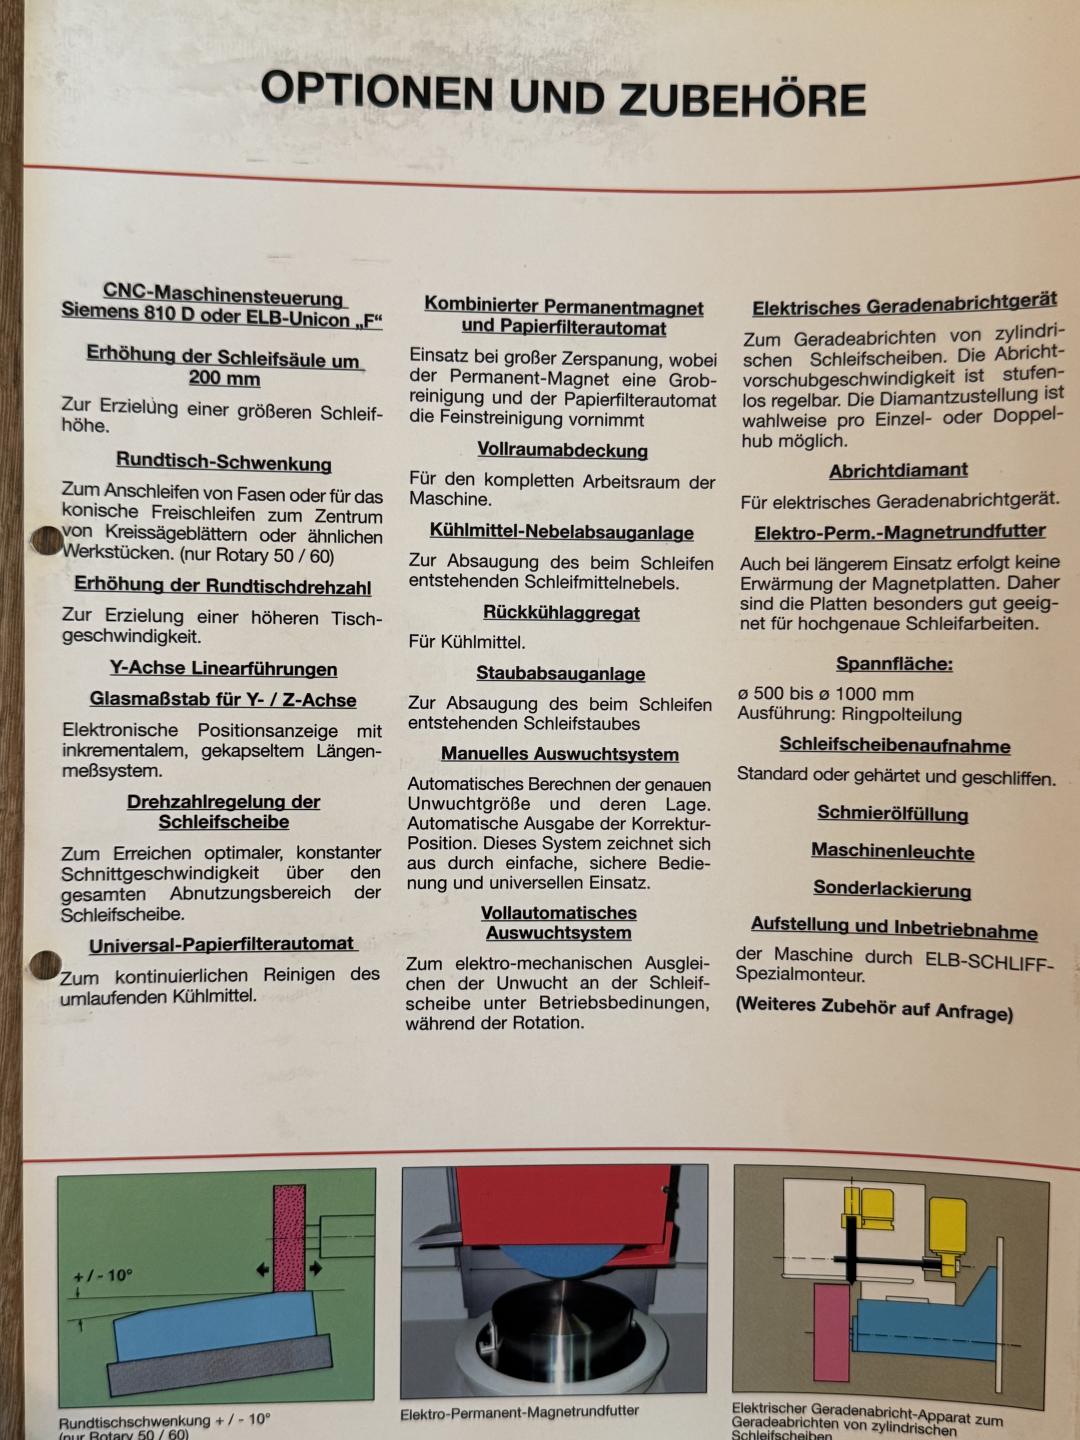 OPTIONEN UND ZUBEHÖRE
CNC-Maschinensteuerung
Siemens 810 D oder ELB-Unicon „F“
Erhöhung der Schleifsäule um
200 mm
Zur Erzielung einer größeren Schleif-
höhe.
Rundtisch-Schwenkung
Zum Anschleifen von Fasen oder für das
konische Freischleifen zum Zentrum
von Kreissägeblättern oder ähnlichen
Werkstücken. (nur Rotary 50 / 60)
Erhöhung der Rundtischdrehzahl
Zur Erzielung einer höheren Tisch-
geschwindigkeit.
Y-Achse Linearführungen
Glasmaßstab für Y- / Z-Achse
Elektronische Positionsanzeige mit
inkrementalem, gekapseltem Längen-
meßsystem.
Drehzahlregelung der
Schleifscheibe
Zum Erreichen optimaler, konstanter
Schnittgeschwindigkeit über den
gesamten Abnutzungsbereich der
Schleifscheibe.
Universal-Papierfilterautomat
Zum kontinuierlichen Reinigen des
umlaufenden Kühlmittel.
Kombinierter Permanentmagnet
und Papierfilterautomat
Einsatz bei großer Zerspanung, wobei
der Permanent-Magnet eine Grob-
reinigung und der Papierfilterautomat
die Feinstreinigung vornimmt
Vollraumabdeckung
Für den kompletten Arbeitsraum der
Maschine.
Kühlmittel-Nebelabsauganlage
Zur Absaugung des beim Schleifen
entstehenden Schleifmittelnebels.
Rückkühlaggregat
Für Kühlmittel.
Staubabsauganlage
Zur Absaugung des beim Schleifen
entstehenden Schleifstaubes
Manuelles Auswuchtsystem
Automatisches Berechnen der genauen
Unwuchtgröße und deren Lage.
Automatische Ausgabe der Korrektur-
Position. Dieses System zeichnet sich
aus durch einfache, sichere Bedie-
nung und universellen Einsatz.
Vollautomatisches
Auswuchtsystem
Zum elektro-mechanischen Ausglei-
chen der Unwucht an der Schleif-
scheibe unter Betriebsbedinungen,
während der Rotation.
Elektrisches Geradenabrichtgerät
Zum Geradeabrichten von zylindri-
schen Schleifscheiben. Die Abricht-
vorschubgeschwindigkeit ist stufen-
los regelbar. Die Diamantzustellung ist
wahlweise pro Einzel- oder Doppel-
hub möglich.
Abrichtdiamant
Für elektrisches Geradenabrichtgerät.
Elektro-Perm.-Magnetrundfutter
Auch bei längerem Einsatz erfolgt keine
Erwärmung der Magnetplatten. Daher
sind die Platten besonders gut geeig-
net für hochgenaue Schleifarbeiten.
Spannfläche:
ø 500 bis ø 1000 mm
Ausführung: Ringpolteilung
Schleifscheibenaufnahme
Standard oder gehärtet und geschliffen.
Schmierölfüllung
Maschinenleuchte
Sonderlackierung
Aufstellung und Inbetriebnahme
der Maschine durch ELB-SCHLIFF-
Spezialmonteur.
(Weiteres Zubehör auf Anfrage)
+ / - 10°
Rundtischschwenkung + / - 10°
(nur Rotary 50 / 60)
Elektro-Permanent-Magnetrundfutter
Elektrischer Geradenabricht-Apparat zum
Geradeabrichten von zylindrischen
Schleifscheiben